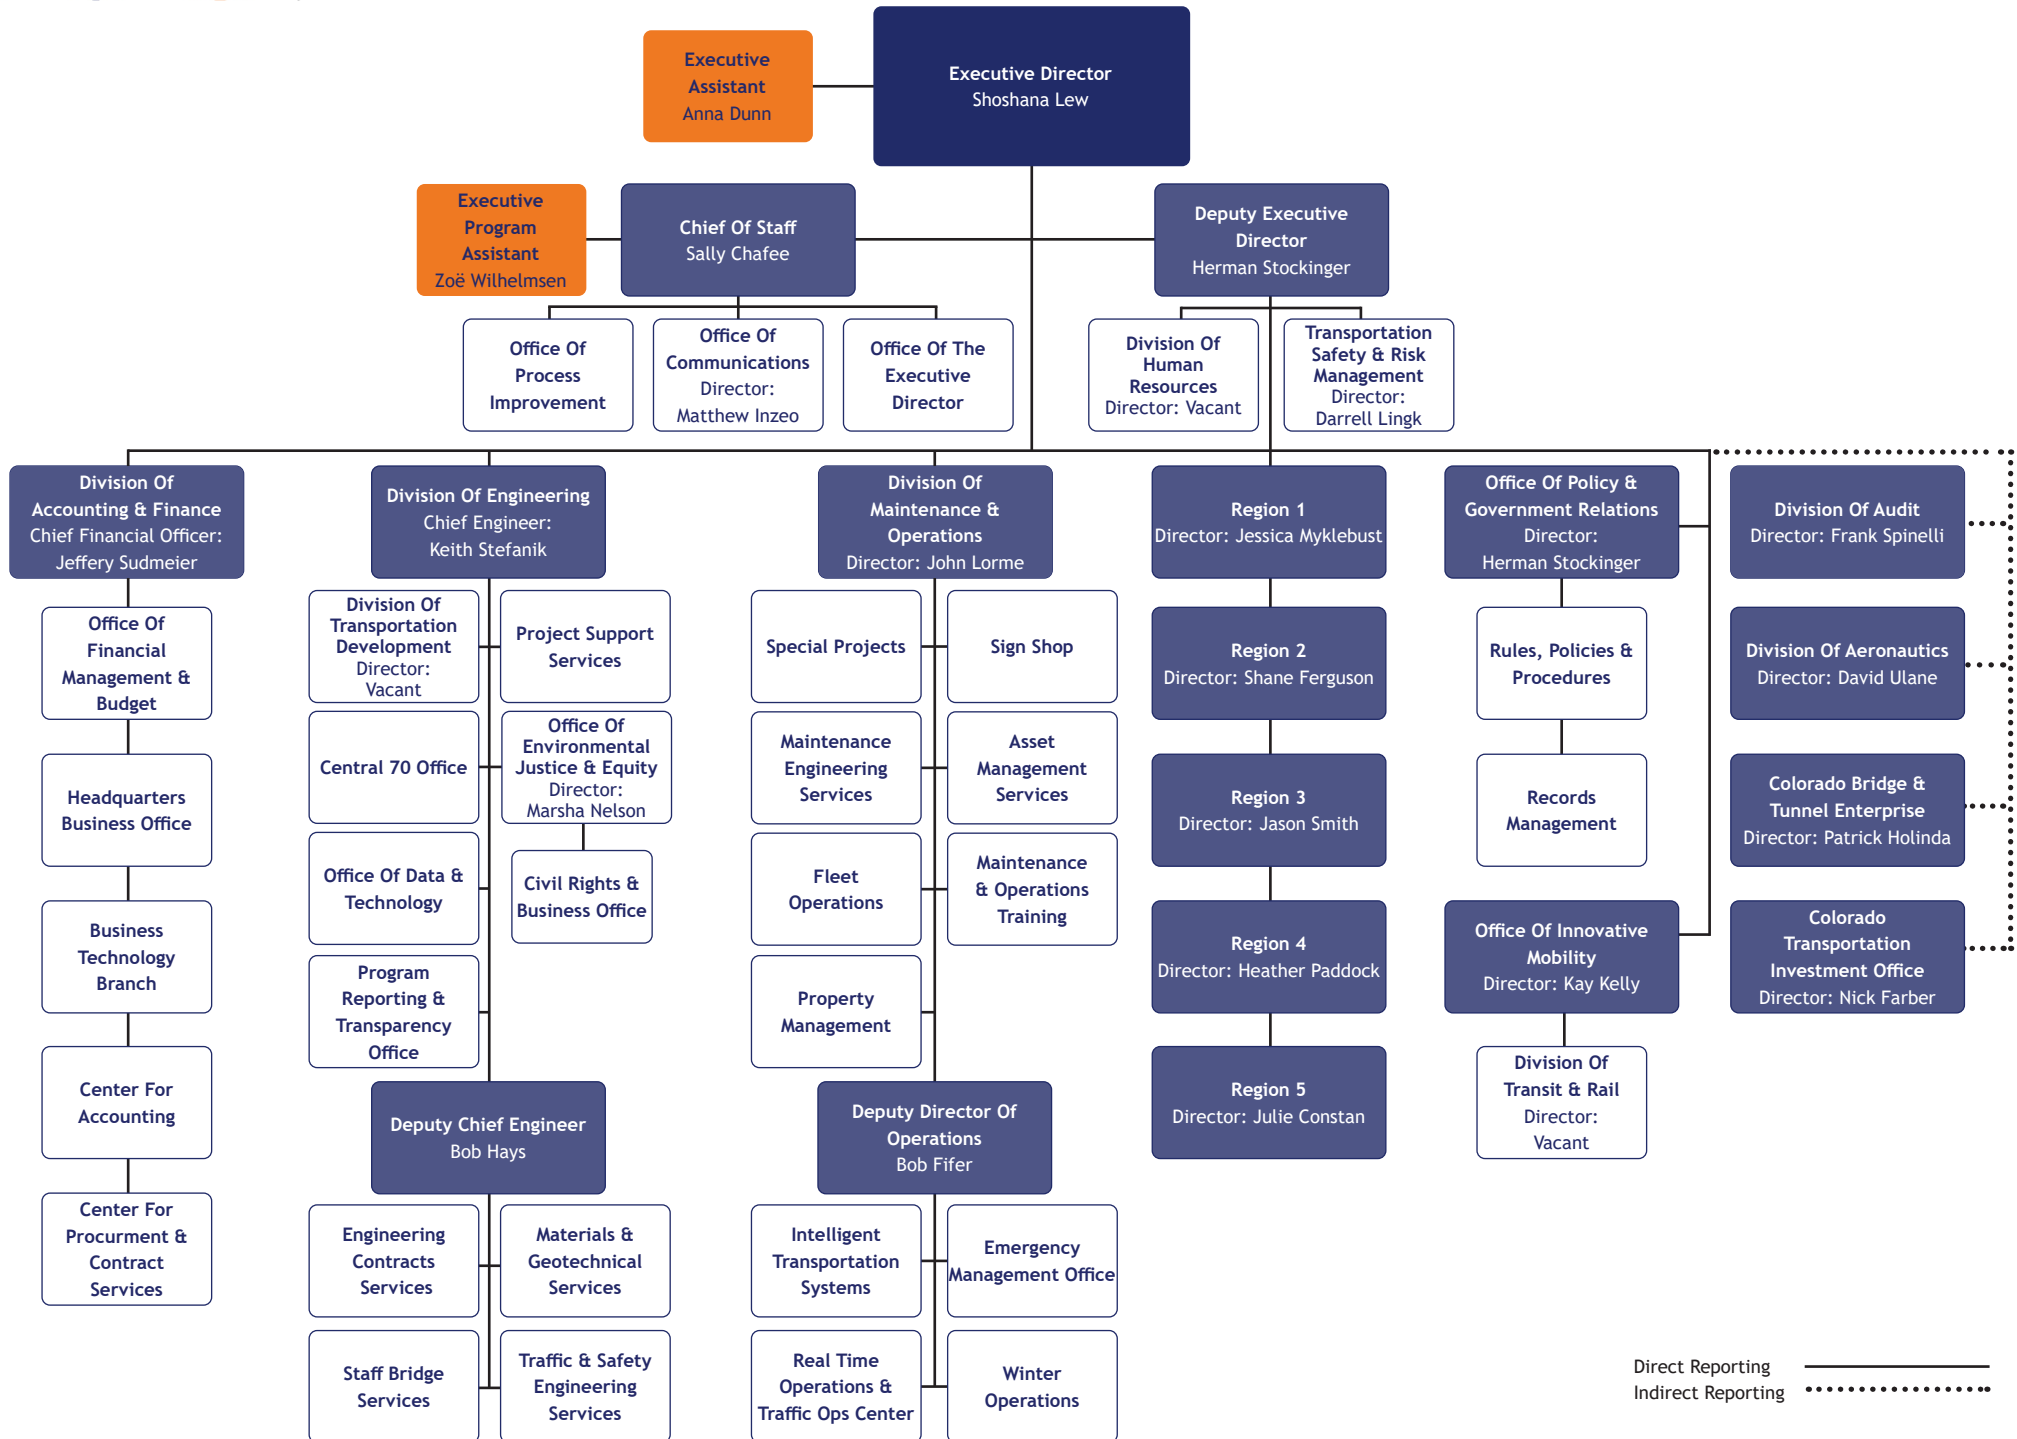 Executive
Assistant
Anna Dunn
Executive Director
Shoshana Lew
Executive
Program
Assistant
Zoë Wilhelmsen
Chief Of Staff
Sally Chafee
Deputy Executive
Director
Herman Stockinger
Office Of
Process
Improvement
Office Of
Communications
Director:
Matthew Inzeo
Office Of The
Executive
Director
Division Of
Human
Resources
Director: Vacant
Transportation
Safety & Risk
Management
Director:
Darrell Lingk
Division Of
Accounting & Finance
Chief Financial Officer:
Jeffery Sudmeier
Office Of
Financial
Management &
Budget
Headquarters
Business Office
Business
Technology
Branch
Center For
Accounting
Center For
Procurment &
Contract
Services
Division Of Engineering
Chief Engineer:
Keith Stefanik
Division Of
Transportation
Development
Director:
Vacant
Project Support
Services
Central 70 Office
Office Of
Environmental
Justice & Equity
Director:
Marsha Nelson
Office Of Data &
Technology
Civil Rights &
Business Office
Program
Reporting &
Transparency
Office
Deputy Chief Engineer
Bob Hays
Engineering
Contracts
Services
Materials &
Geotechnical
Services
Staff Bridge
Services
Traffic & Safety
Engineering
Services
Division Of
Maintenance &
Operations
Director: John Lorme
Special Projects
Sign Shop
Maintenance
Engineering
Services
Asset
Management
Services
Fleet
Operations
Maintenance
& Operations
Training
Property
Management
Deputy Director Of
Operations
Bob Fifer
Intelligent
Transportation
Systems
Emergency
Management Office
Real Time
Operations &
Traffic Ops Center
Winter
Operations
Region 1
Director: Jessica Myklebust
Region 2
Director: Shane Ferguson
Region 3
Director: Jason Smith
Region 4
Director: Heather Paddock
Region 5
Director: Julie Constan
Office Of Policy &
Government Relations
Director:
Herman Stockinger
Rules, Policies &
Procedures
Records
Management
Office Of Innovative
Mobility
Director: Kay Kelly
Division Of
Transit & Rail
Director:
Vacant
Division Of Audit
Director: Frank Spinelli
Division Of Aeronautics
Director: David Ulane
Colorado Bridge &
Tunnel Enterprise
Director: Patrick Holinda
Colorado
Transportation
Investment Office
Director: Nick Farber
Direct Reporting
Indirect Reporting